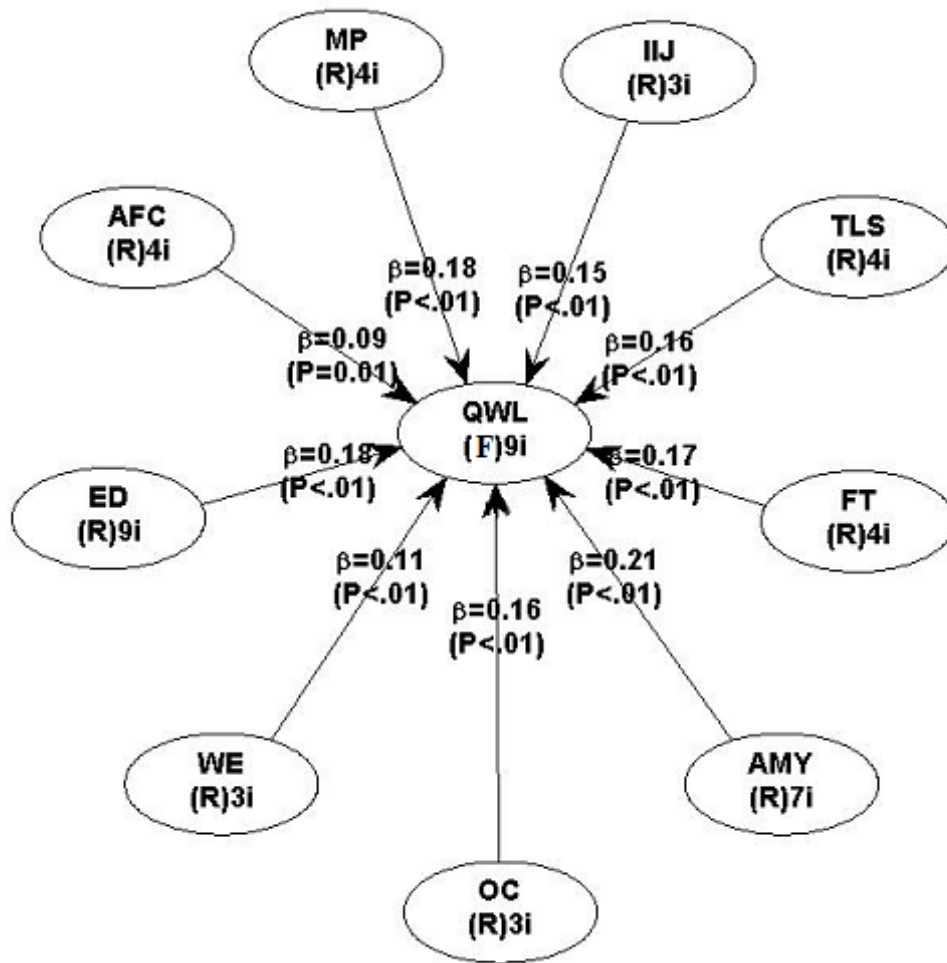 MP
(R)4i
IIJ
(R)3i
AFC
(R)4i
TLS
(R)4i
β=0.18
(P<.01)
β=0.15
(P<.01)
β=0.09
(P=0.01)
β=0.16
(P<.01)
QWL
(F)9i
β=0.18
(P<.01)
β=0.17
(P<.01)
ED
(R)9i
FT
(R)4i
β=0.11
(P<.01)
β=0.16
(P<.01)
β=0.21
(P<.01)
WE
(R)3i
AMY
(R)7i
OC
(R)3i